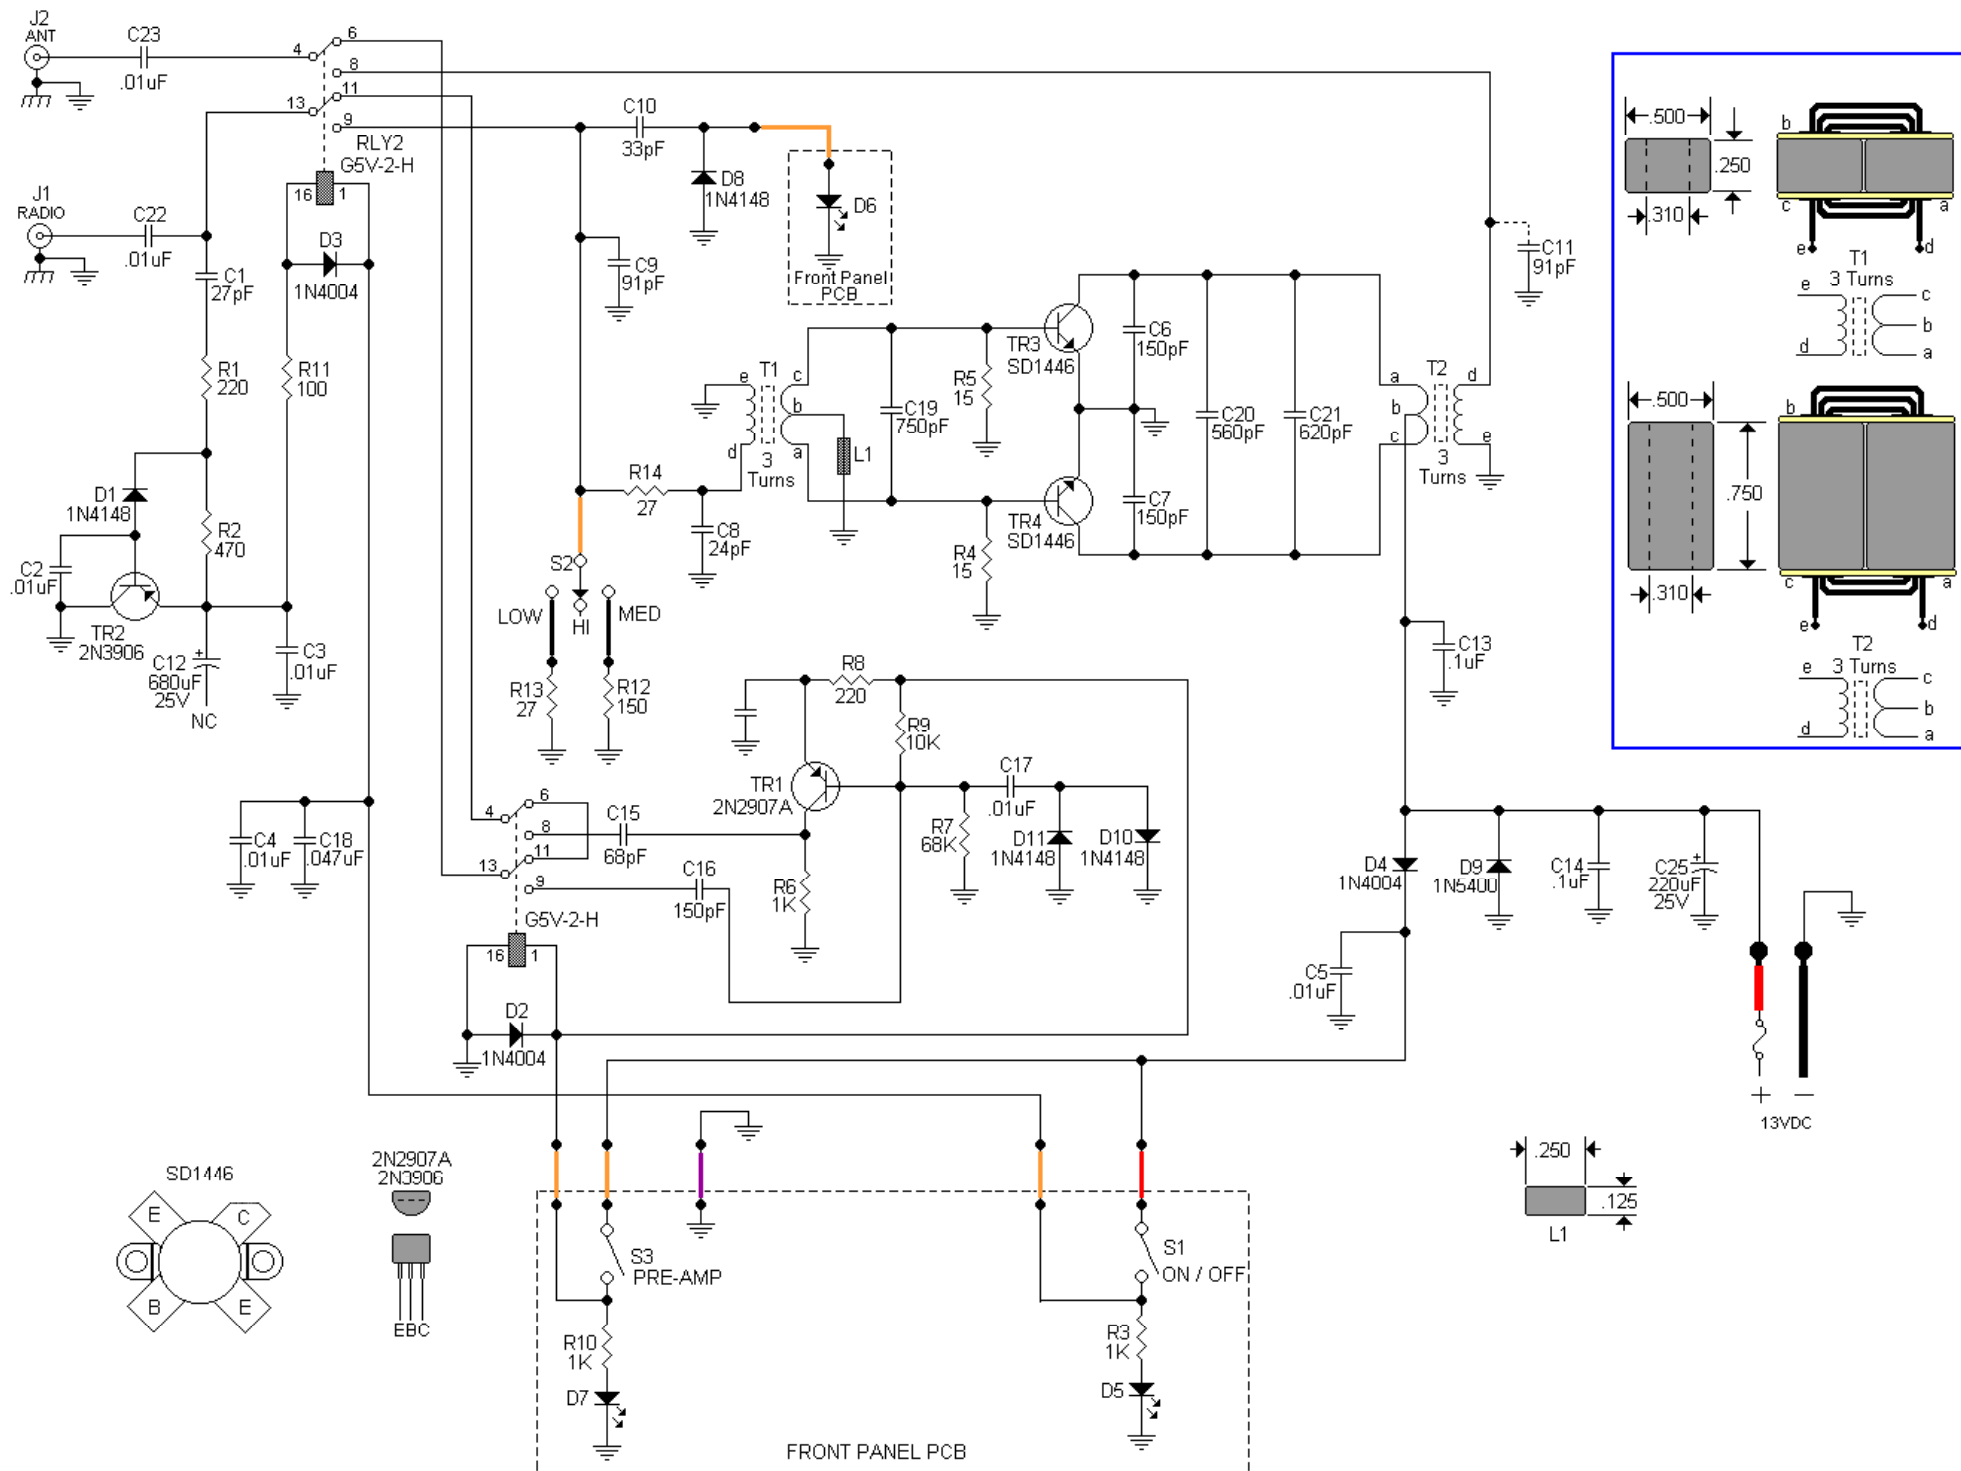 J2
ANT
C23
.01uF
4
6
8
11
13
9
RLY2
G5V-2-H
16
1
J1
RADIO
C22
.01uF
C1
27pF
D3
1N4004
R1
220
R11
100
D1
1N4148
R2
470
C2
.01uF
TR2
2N3906
C12
680uF
25V
+
NC
C3
.01uF
C4
.01uF
C18
.047uF
C10
33pF
D8
1N4148
D6
Front Panel
PCB
C9
91pF
R14
27
C8
24pF
S2
LOW
HI
MED
R13
27
R12
150
T1
e
d
c
b
a
3
Turns
L1
C19
750pF
R5
15
R4
15
TR3
SD1446
TR4
SD1446
C6
150pF
C7
150pF
C20
560pF
C21
620pF
T2
a
b
c
d
e
3
Turns
C11
91pF
C13
.1uF
R8
220
R9
10K
TR1
2N2907A
C17
.01uF
R7
68K
D11
1N4148
D10
1N4148
R6
1K
C15
68pF
C16
150pF
4
6
8
11
13
9
G5V-2-H
16
1
D2
1N4004
D4
1N4004
D9
1N5400
C14
.1uF
C25
220uF
25V
+
C5
.01uF
+
−
13VDC
S3
PRE-AMP
S1
ON / OFF
R10
1K
R3
1K
D7
D5
FRONT PANEL PCB
SD1446
E
C
B
E
2N2907A
2N3906
EBC
.250
.125
L1
.500
.250
.310
b
c
a
e
d
T1
3 Turns
e
d
c
b
a
.500
.750
.310
b
c
a
e
d
T2
3 Turns
e
d
c
b
a